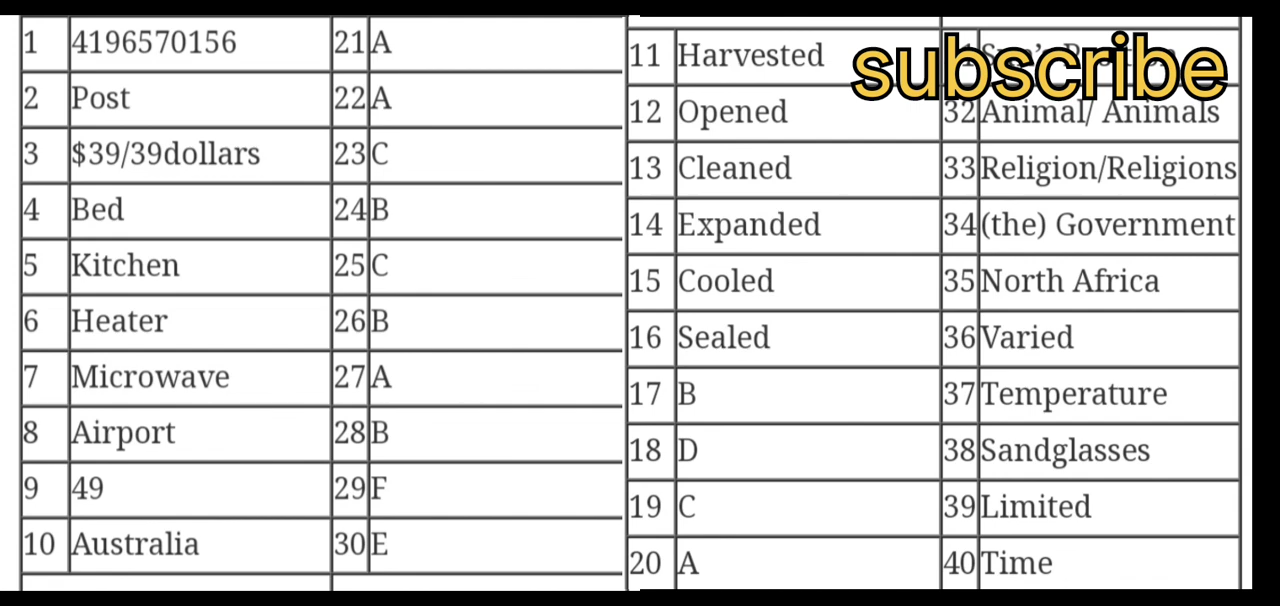 1 4196570156 21 A
2 Post 22 A
3 $39/39dollars 23 C
4 Bed 24 B
5 Kitchen 25 C
6 Heater 26 B
7 Microwave 27 A
8 Airport 28 B
9 49 29 F
10 Australia 30 E
subscribe
11 Harvested
12 Opened 32 Animal/ Animals
13 Cleaned 33 Religion/Religions
14 Expanded 34 (the) Government
15 Cooled 35 North Africa
16 Sealed 36 Varied
17 B 37 Temperature
18 D 38 Sandglasses
19 C 39 Limited
20 A 40 Time